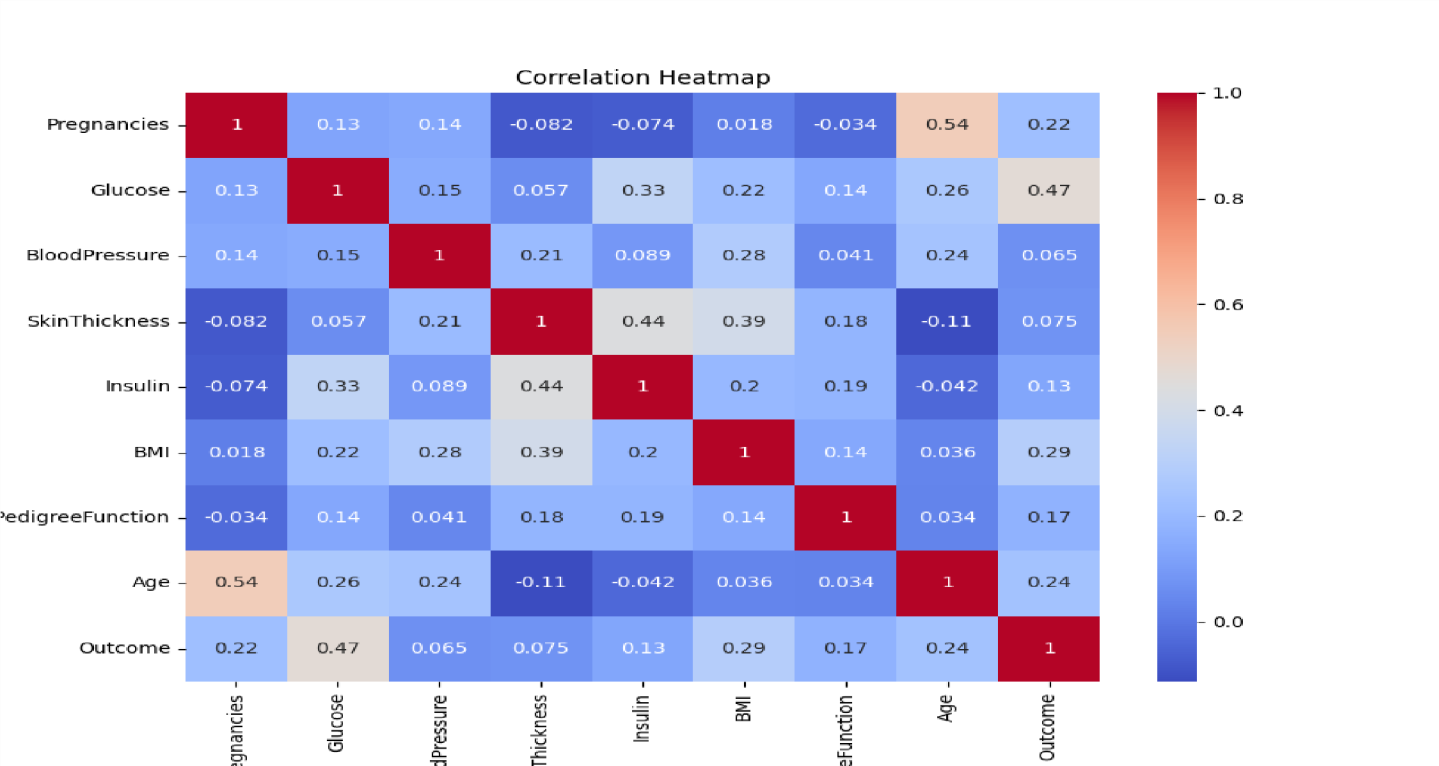 Correlation Heatmap
Pregnancies 1 0.13 0.14 -0.082 -0.074 0.018 -0.034 0.54 0.22
Glucose 0.13 1 0.15 0.057 0.33 0.22 0.14 0.26 0.47
BloodPressure 0.14 0.15 1 0.21 0.089 0.28 0.041 0.24 0.065
SkinThickness -0.082 0.057 0.21 1 0.44 0.39 0.18 -0.11 0.075
Insulin -0.074 0.33 0.089 0.44 1 0.2 0.19 -0.042 0.13
BMI 0.018 0.22 0.28 0.39 0.2 1 0.14 0.036 0.29
PedigreeFunction -0.034 0.14 0.041 0.18 0.19 0.14 1 0.034 0.17
Age 0.54 0.26 0.24 -0.11 -0.042 0.036 0.034 1 0.24
Outcome 0.22 0.47 0.065 0.075 0.13 0.29 0.17 0.24 1
egnancies Glucose dPressure Thickness Insulin BMI eFunction Age Outcome
1.0
0.8
0.6
0.4
0.2
0.0